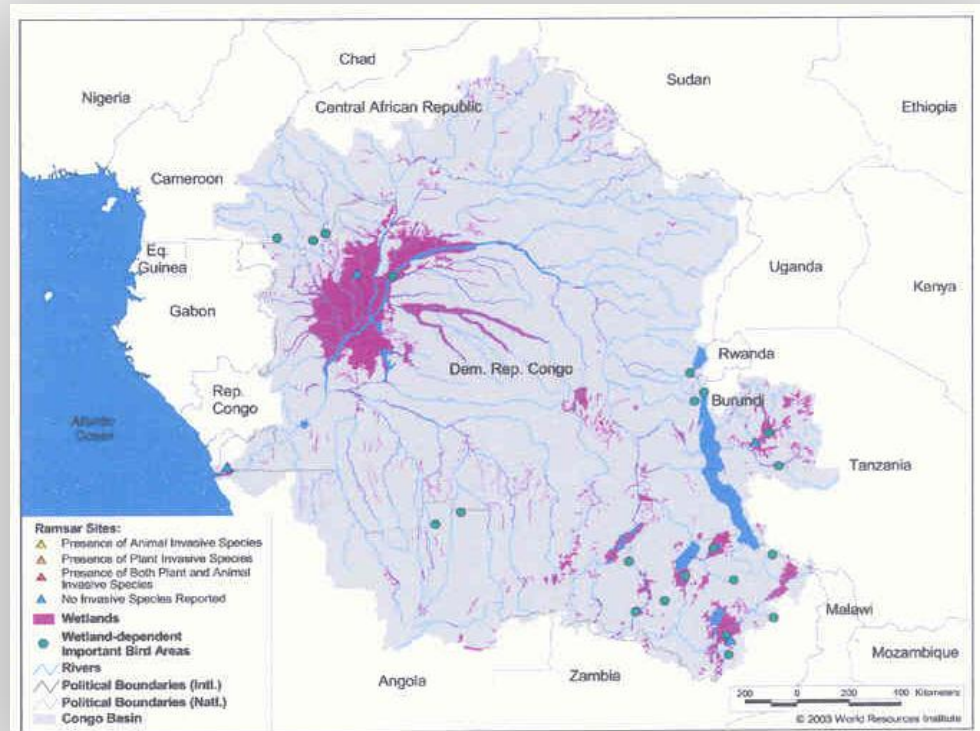 Chad
Sudan
Nigeria
Central African Republic
Ethiopia
Cameroon
Eq.
Guinea
Uganda
Kenya
Gabon
Rwanda
Dem. Rep. Congo
Rep.
Congo
Burundi
Atlantic
Ocean
Tanzania
Ramsar Sites:
Presence of Animal Invasive Species
Presence of Plant Invasive Species
Presence of Both Plant and Animal
Invasive Species
No Invasive Species Reported
Wetlands
Wetland-dependent
Important Bird Areas
Rivers
Political Boundaries (Intl.)
Political Boundaries (Natl.)
Congo Basin
Malawi
Mozambique
Angola
Zambia
200 0 200 400 Kilometers
© 2003 World Resources Institute